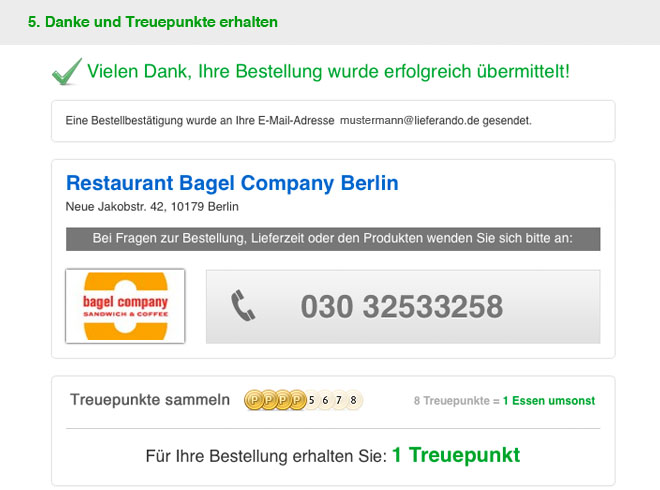 5. Danke und Treuepunkte erhalten
Vielen Dank, Ihre Bestellung wurde erfolgreich übermittelt!
Eine Bestellbestätigung wurde an Ihre E-Mail-Adresse mustermann@lieferando.de gesendet.
Restaurant Bagel Company Berlin
Neue Jakobstr. 42, 10179 Berlin
Bei Fragen zur Bestellung, Lieferzeit oder den Produkten wenden Sie sich bitte an:
bagel company
SANDWICH & COFFEE
030 32533258
Treuepunkte sammeln P P P P 5 6 7 8 8 Treuepunkte = 1 Essen umsonst
Für Ihre Bestellung erhalten Sie: 1 Treuepunkt